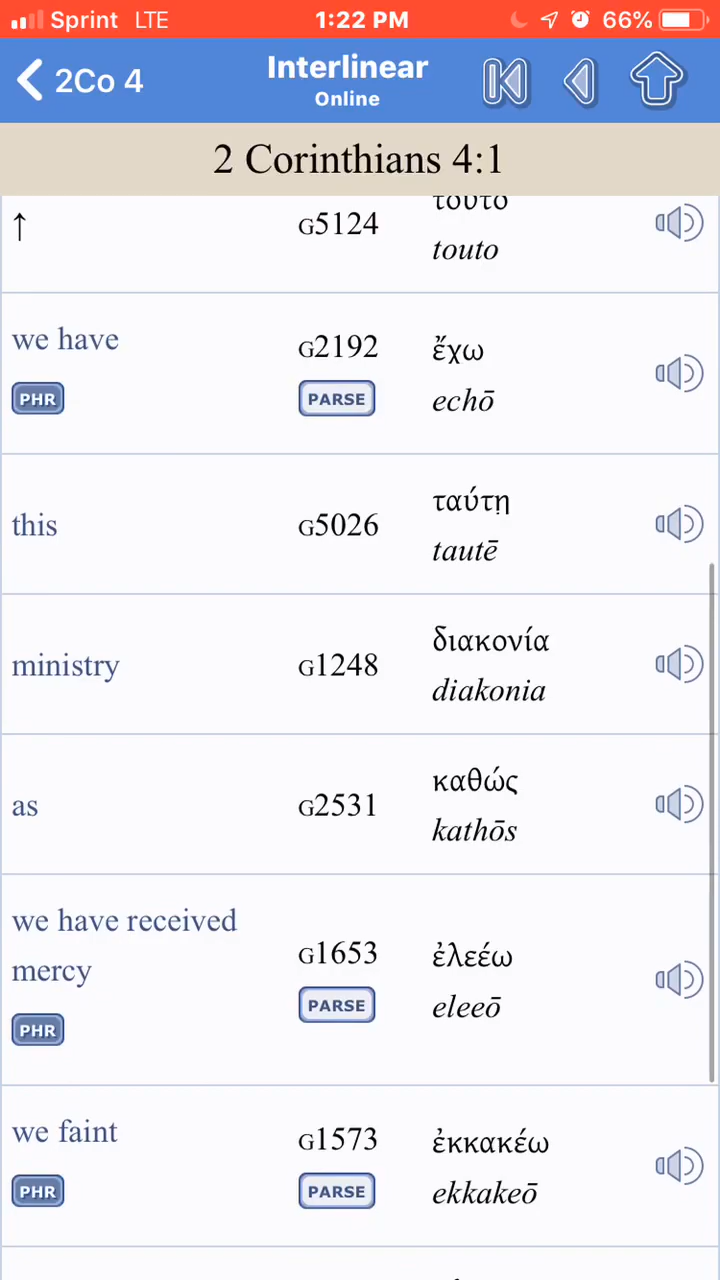 Sprint LTE 1:22 PM 66%
2Co 4 Interlinear
Online
2 Corinthians 4:1
↑ G5124 τοῦτο
touto
we have G2192 ἔχω
PHR PARSE echō
this G5026 ταύτῃ
tautē
ministry G1248 διακονία
diakonia
as G2531 καθώς
kathōs
we have received
mercy G1653 ἐλεέω
PHR PARSE eleeō
we faint G1573 ἐκκακέω
PHR PARSE ekkakeō